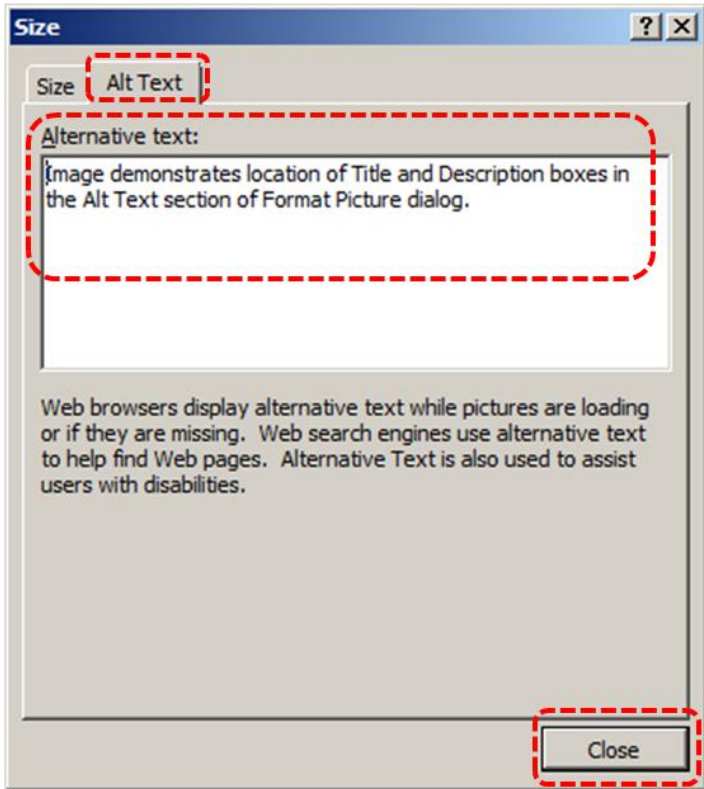 Size
Size Alt Text
Alternative text:
Image demonstrates location of Title and Description boxes in
the Alt Text section of Format Picture dialog.
Web browsers display alternative text while pictures are loading
or if they are missing.  Web search engines use alternative text
to help find Web pages.  Alternative Text is also used to assist
users with disabilities.
Close